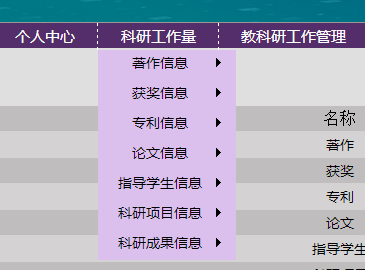 个人中心 科研工作量 教科研工作管理
著作信息
获奖信息
专利信息 名称
论文信息 著作
指导学生信息 获奖
科研项目信息 专利
论文
科研成果信息 指导学生